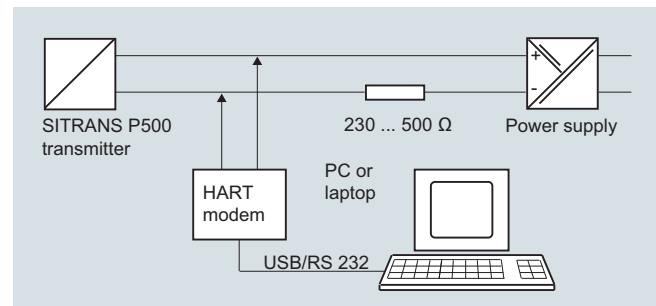 +
-
SITRANS P500
transmitter
230 ... 500 Ω
Power supply
PC or
laptop
HART
modem
USB/RS 232